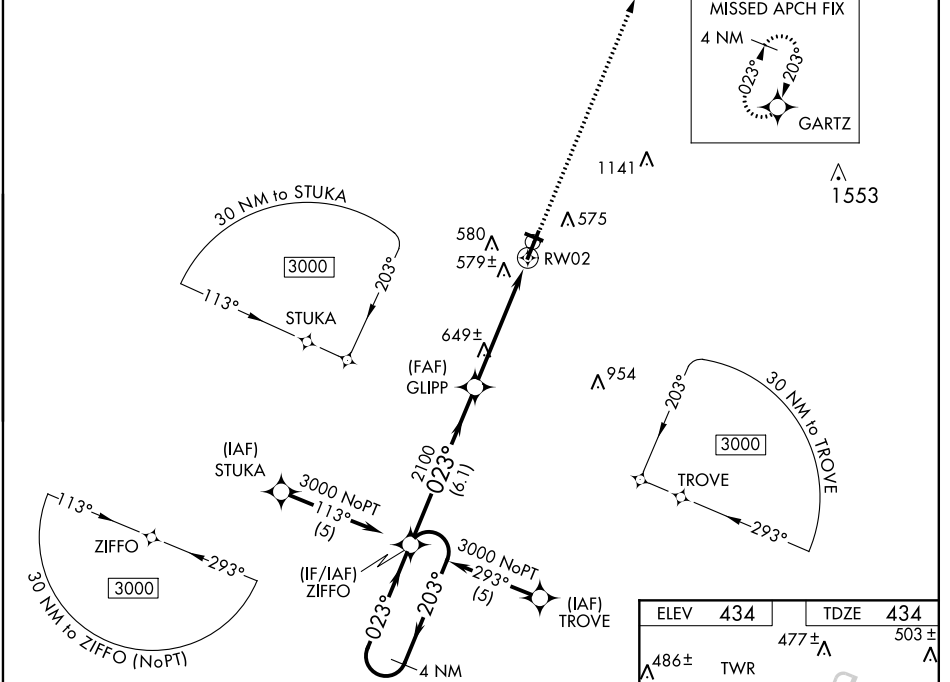 MISSED APCH FIX
4 NM
023°
203°
GARTZ
1141
1553
30 NM to STUKA
575
580
579±
RW02
3000
203°
113°
STUKA
649±
(FAF)
GLIPP
954
203°
30 NM to TROVE
3000
TROVE
293°
(IAF)
STUKA
2100
023°
(6.1)
3000 NoPT
113°
(5)
113°
ZIFFO
293°
3000
30 NM to ZIFFO (NoPT)
(IF/IAF)
ZIFFO
3000 NoPT
293°
(5)
(IAF)
TROVE
023°
203°
4 NM
ELEV 434
TDZE 434
477±
503±
486±
TWR